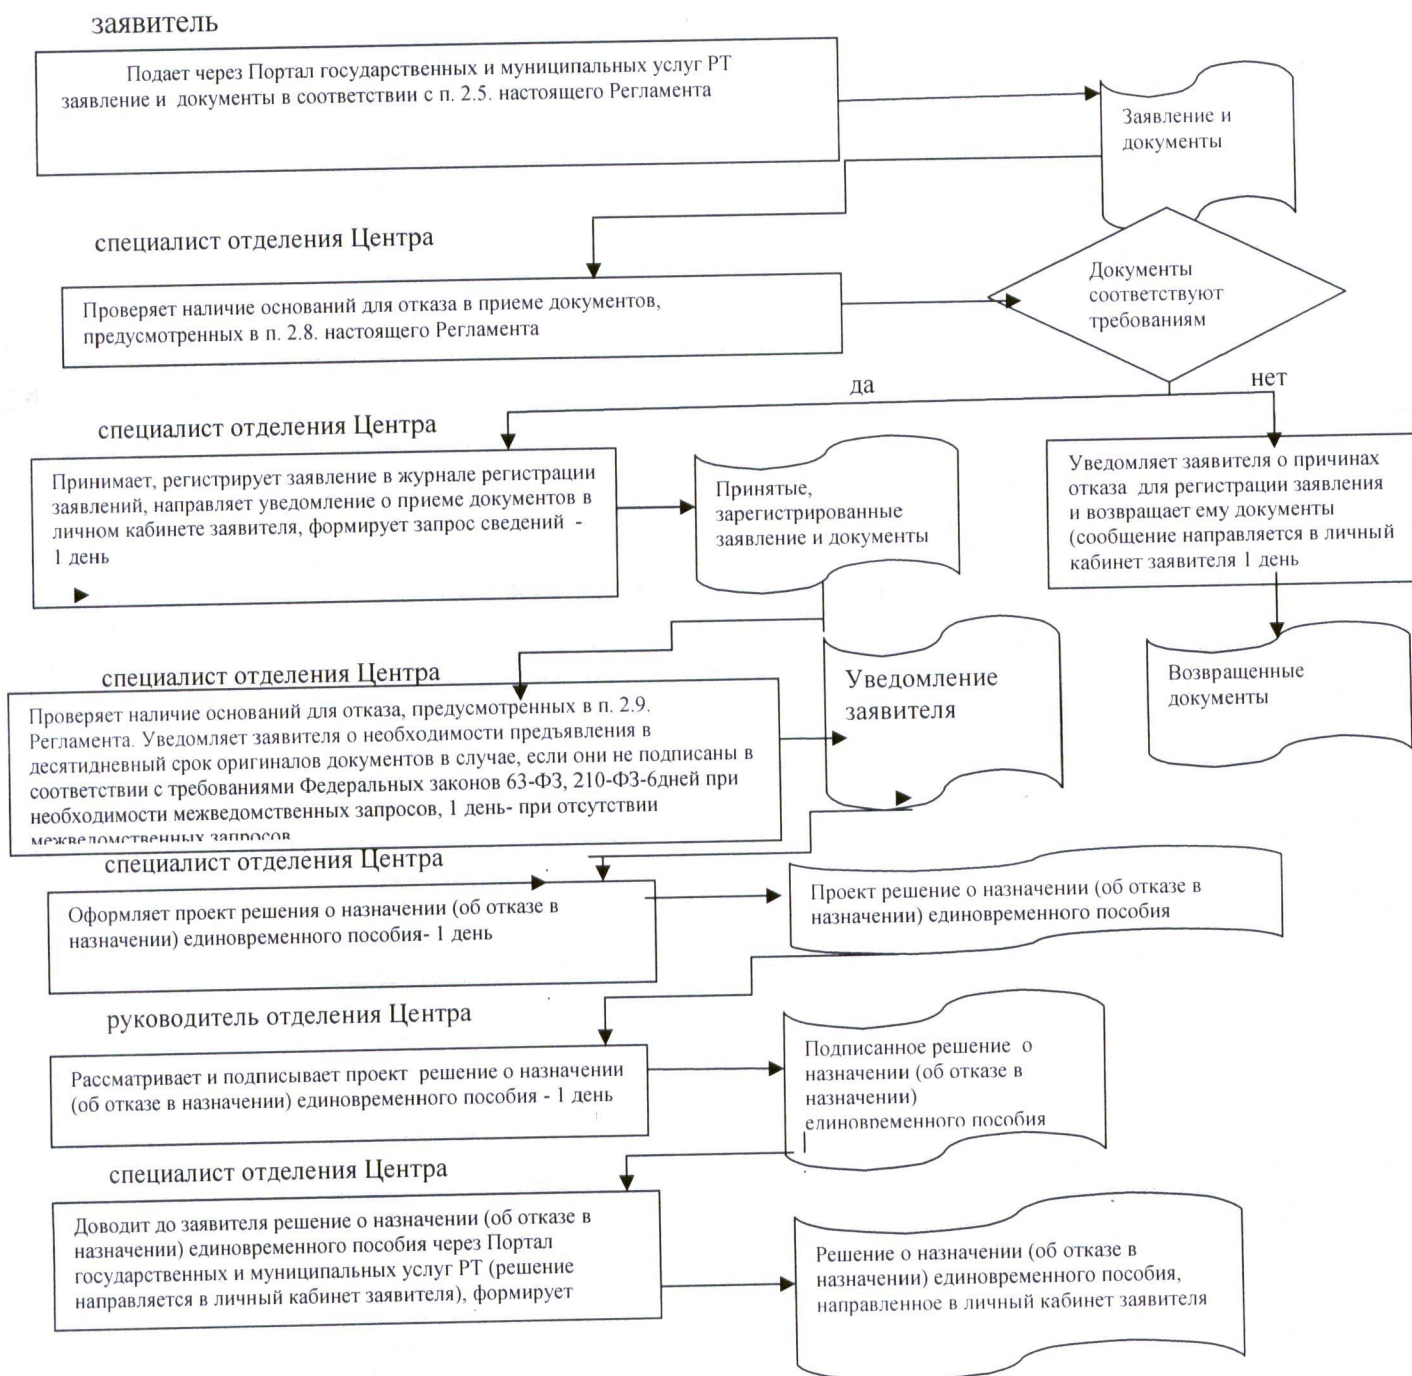 заявитель
Подает через Портал государственных и муниципальных услуг РТ
заявление и документы в соответствии с п. 2.5. настоящего Регламента
Заявление и
документы
специалист отделения Центра
Проверяет наличие оснований для отказа в приеме документов,
предусмотренных в п. 2.8. настоящего Регламента
Документы
соответствуют
требованиям
да
нет
специалист отделения Центра
Принимает, регистрирует заявление в журнале регистрации
заявлений, направляет уведомление о приеме документов в
личном кабинете заявителя, формирует запрос сведений -
1 день
Принятые,
зарегистрированные
заявление и документы
Уведомляет заявителя о причинах
отказа для регистрации заявления
и возвращает ему документы
(сообщение направляется в личный
кабинет заявителя 1 день
специалист отделения Центра
Проверяет наличие оснований для отказа, предусмотренных в п. 2.9.
Регламента. Уведомляет заявителя о необходимости предъявления в
десятидневный срок оригиналов документов в случае, если они не подписаны в
соответствии с требованиями Федеральных законов 63-ФЗ, 210-ФЗ-6дней при
необходимости межведомственных запросов, 1 день- при отсутствии
межведомственных запросов
Уведомление
заявителя
Возвращенные
документы
специалист отделения Центра
Оформляет проект решения о назначении (об отказе в
назначении) единовременного пособия- 1 день
Проект решение о назначении (об отказе в
назначении) единовременного пособия
руководитель отделения Центра
Рассматривает и подписывает проект решение о назначении
(об отказе в назначении) единовременного пособия - 1 день
Подписанное решение о
назначении (об отказе в
назначении)
единовременного пособия
специалист отделения Центра
Доводит до заявителя решение о назначении (об отказе в
назначении) единовременного пособия через Портал
государственных и муниципальных услуг РТ (решение
направляется в личный кабинет заявителя), формирует
Решение о назначении (об отказе в
назначении) единовременного пособия,
направленное в личный кабинет заявителя